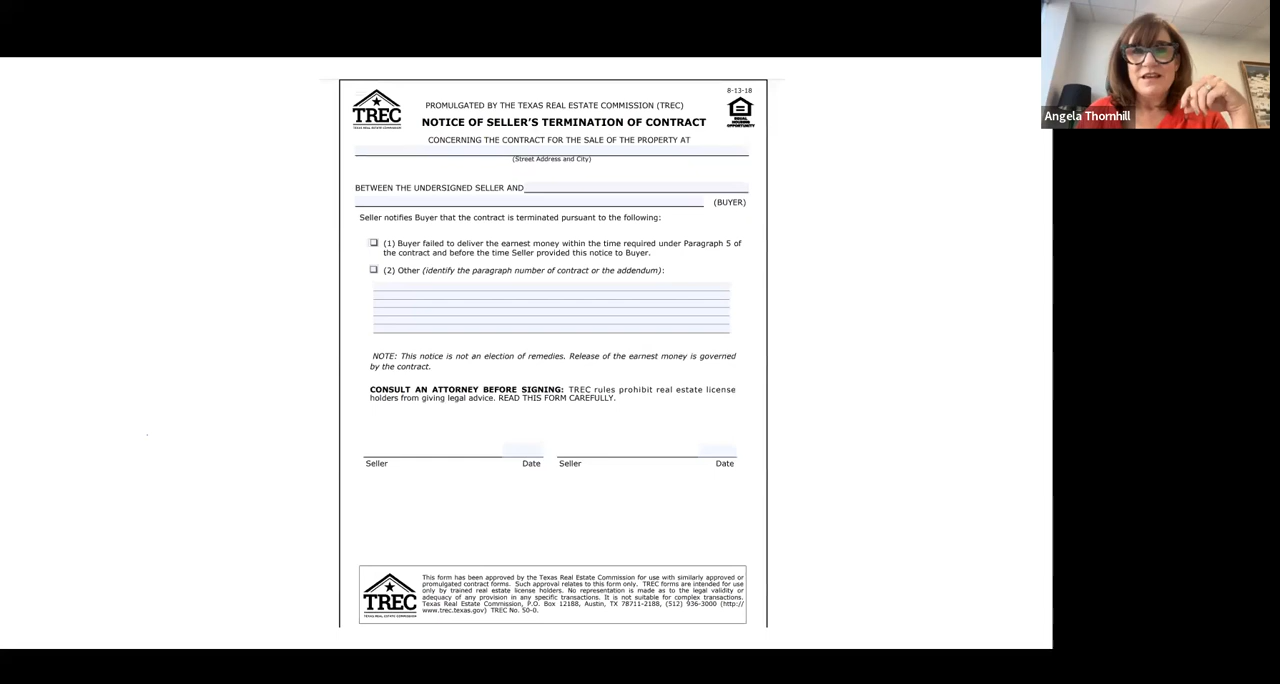 Angela Thornhill
8-13-18
TREC
TEXAS REAL ESTATE COMMISSION
PROMULGATED BY THE TEXAS REAL ESTATE COMMISSION (TREC)
NOTICE OF SELLER'S TERMINATION OF CONTRACT
EQUAL HOUSING
OPPORTUNITY
CONCERNING THE CONTRACT FOR THE SALE OF THE PROPERTY AT
(Street Address and City)
BETWEEN THE UNDERSIGNED SELLER AND
(BUYER)
Seller notifies Buyer that the contract is terminated pursuant to the following:
(1) Buyer failed to deliver the earnest money within the time required under Paragraph 5 of
the contract and before the time Seller provided this notice to Buyer.
(2) Other (identify the paragraph number of contract or the addendum):
NOTE: This notice is not an election of remedies. Release of the earnest money is governed
by the contract.
CONSULT AN ATTORNEY BEFORE SIGNING: TREC rules prohibit real estate license
holders from giving legal advice. READ THIS FORM CAREFULLY.
Seller Date Seller Date
TREC
TEXAS REAL ESTATE COMMISSION
This form has been approved by the Texas Real Estate Commission for use with similarly approved or
promulgated contract forms. Such approval relates to this form only. TREC forms are intended for use
only by trained real estate license holders. No representation is made as to the legal validity or
adequacy of any provision in any specific transactions. It is not suitable for complex transactions.
Texas Real Estate Commission, P.O. Box 12188, Austin, TX 78711-2188, (512) 936-3000 (http://
www.trec.texas.gov) TREC No. 50-0.